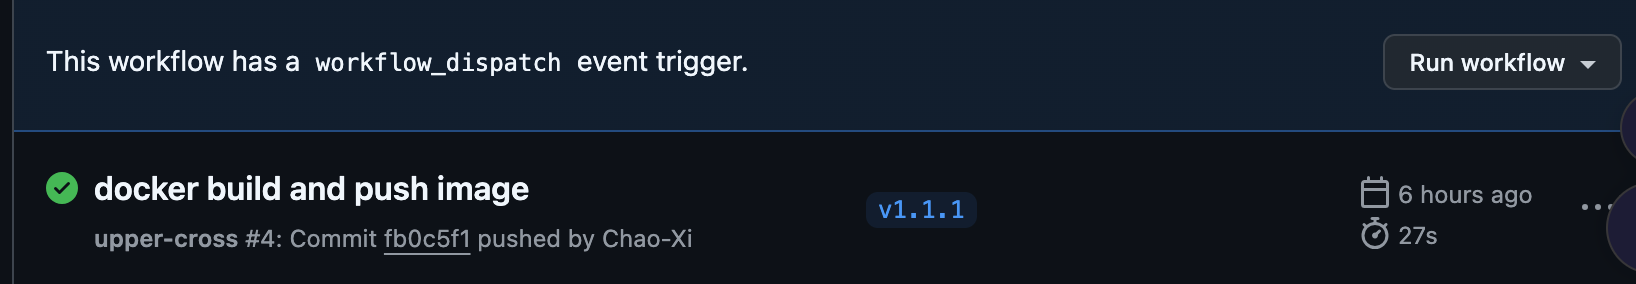 This workflow has a workflow_dispatch event trigger.
Run workflow
docker build and push image
upper-cross #4: Commit fb0c5f1 pushed by Chao-Xi
v1.1.1
6 hours ago
27s